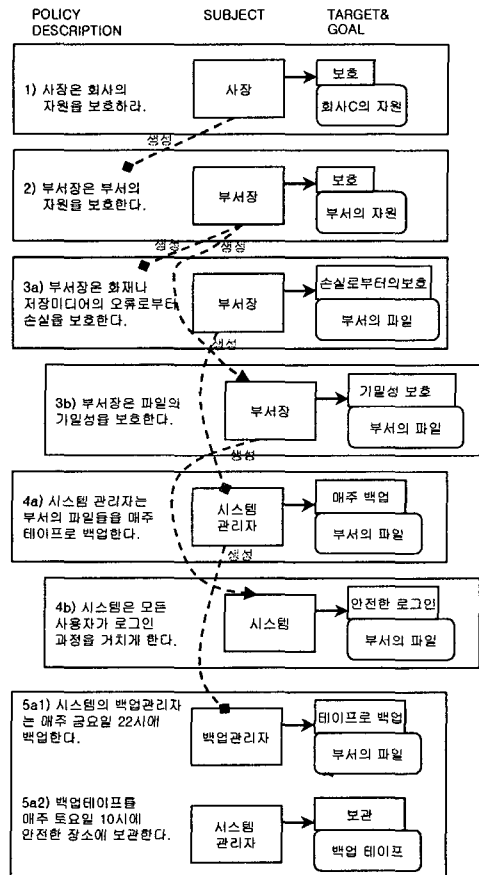 POLICY
DESCRIPTION
SUBJECT
TARGET&
GOAL
1) 사장은 회사의
자원을 보호하라.
사장
보호
회사C의 자원
생성
2) 부서장은 부서의
자원을 보호한다.
부서장
보호
부서의 자원
생성
생성
3a) 부서장은 화재나
저장미디어의 오류로부터
손실을 보호한다.
부서장
손실로부터의보호
부서의 파일
생성
3b) 부서장은 파일의
기밀성을 보호한다.
부서장
기밀성 보호
부서의 파일
생성
4a) 시스템 관리자는
부서의 파일들을 매주
테이프로 백업한다.
시스템
관리자
매주 백업
부서의 파일
생성
4b) 시스템은 모든
사용자가 로그인
과정을 거치게 한다.
시스템
안전한 로그인
부서의 파일
5a1) 시스템의 백업관리자
는 매주 금요일 22시에
백업한다.
백업관리자
테이프로 백업
부서의 파일
5a2) 백업테이프를
매주 토요일 10시에
안전한 장소에 보관한다.
시스템
관리자
보관
백업 테이프